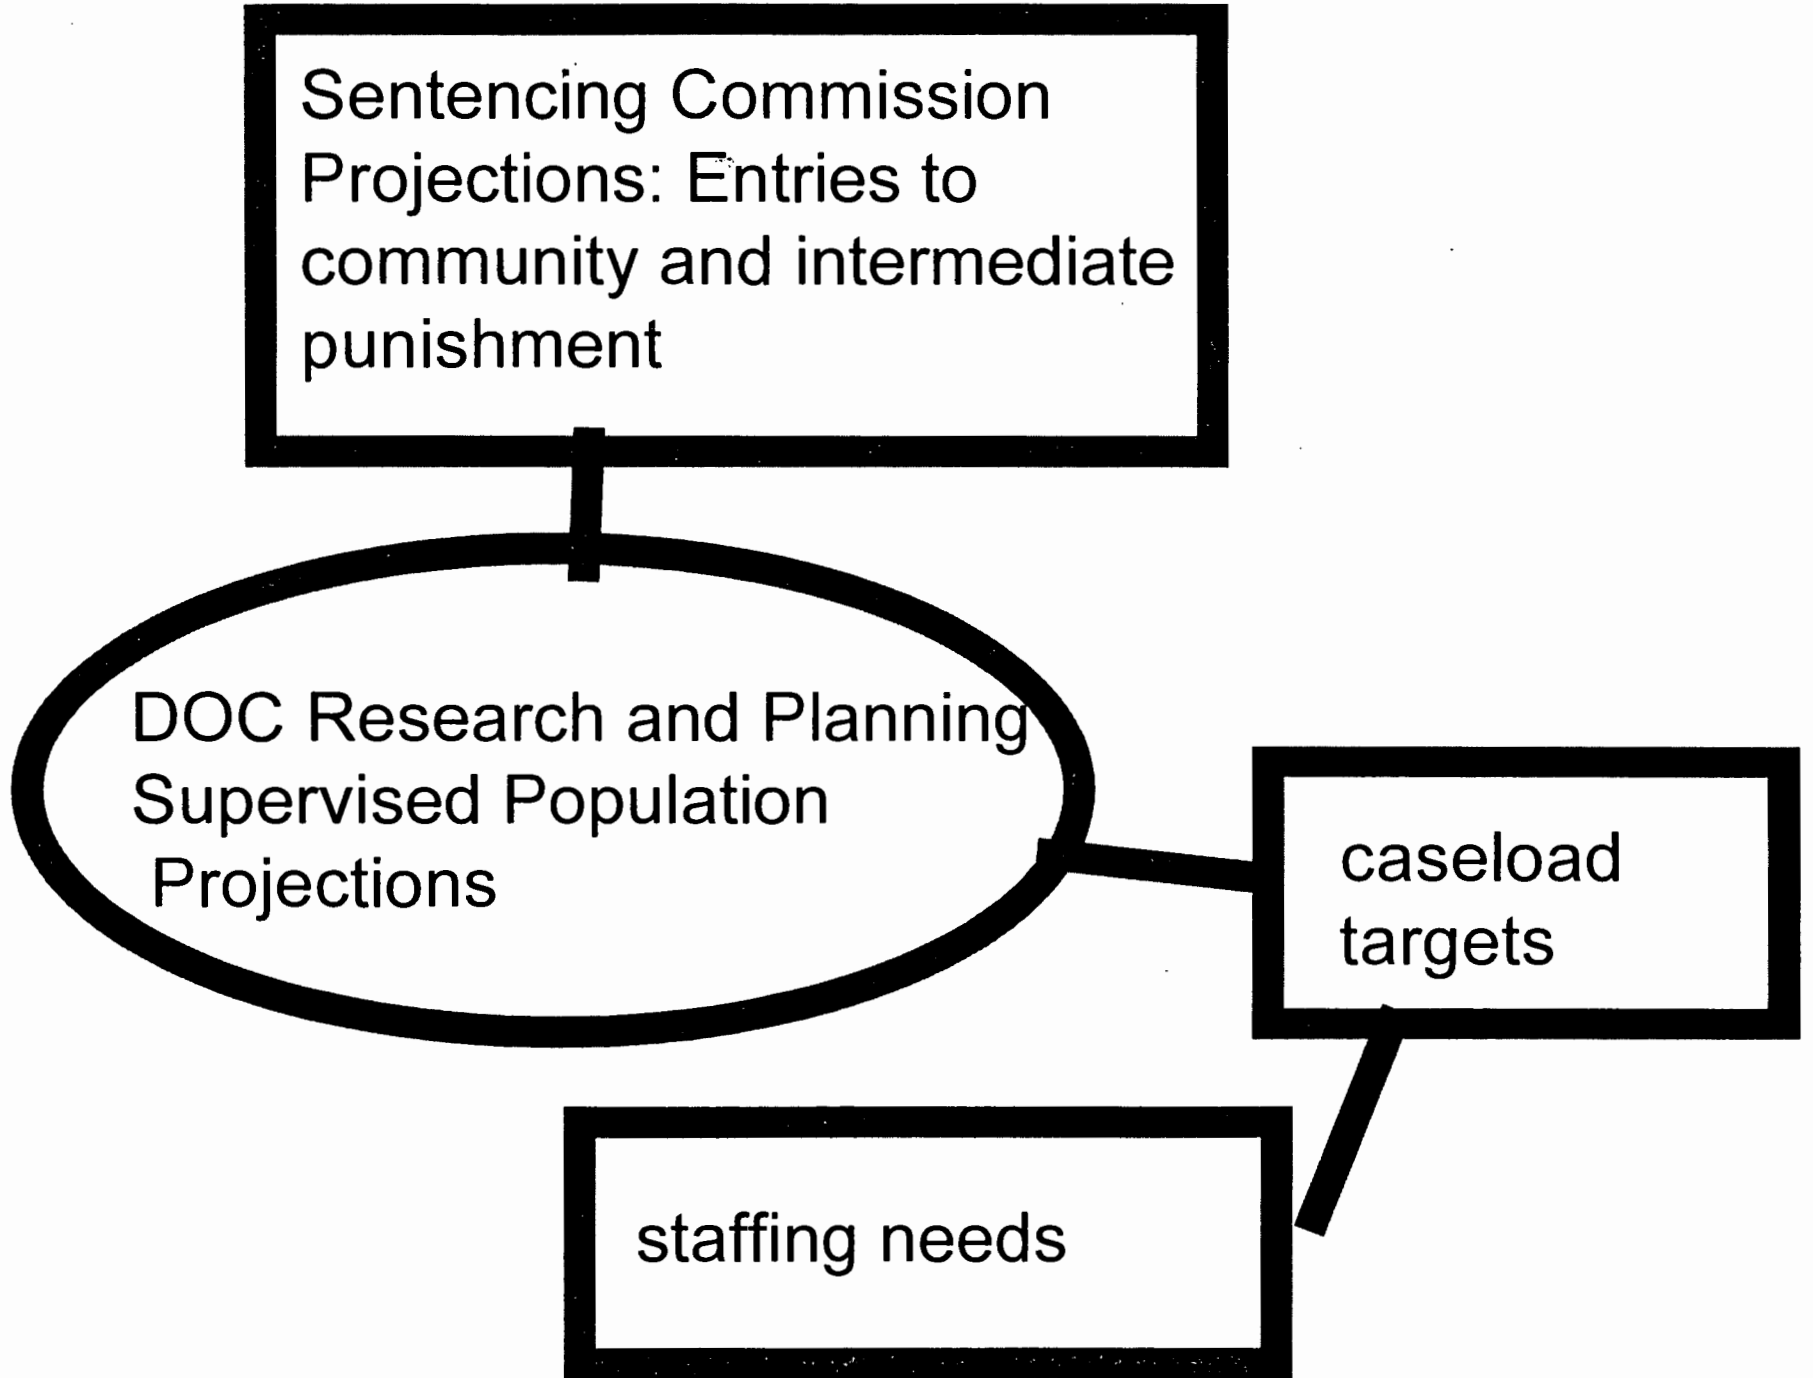 Sentencing Commission
Projections: Entries to
community and intermediate
punishment
DOC Research and Planning
Supervised Population
Projections
caseload
targets
staffing needs